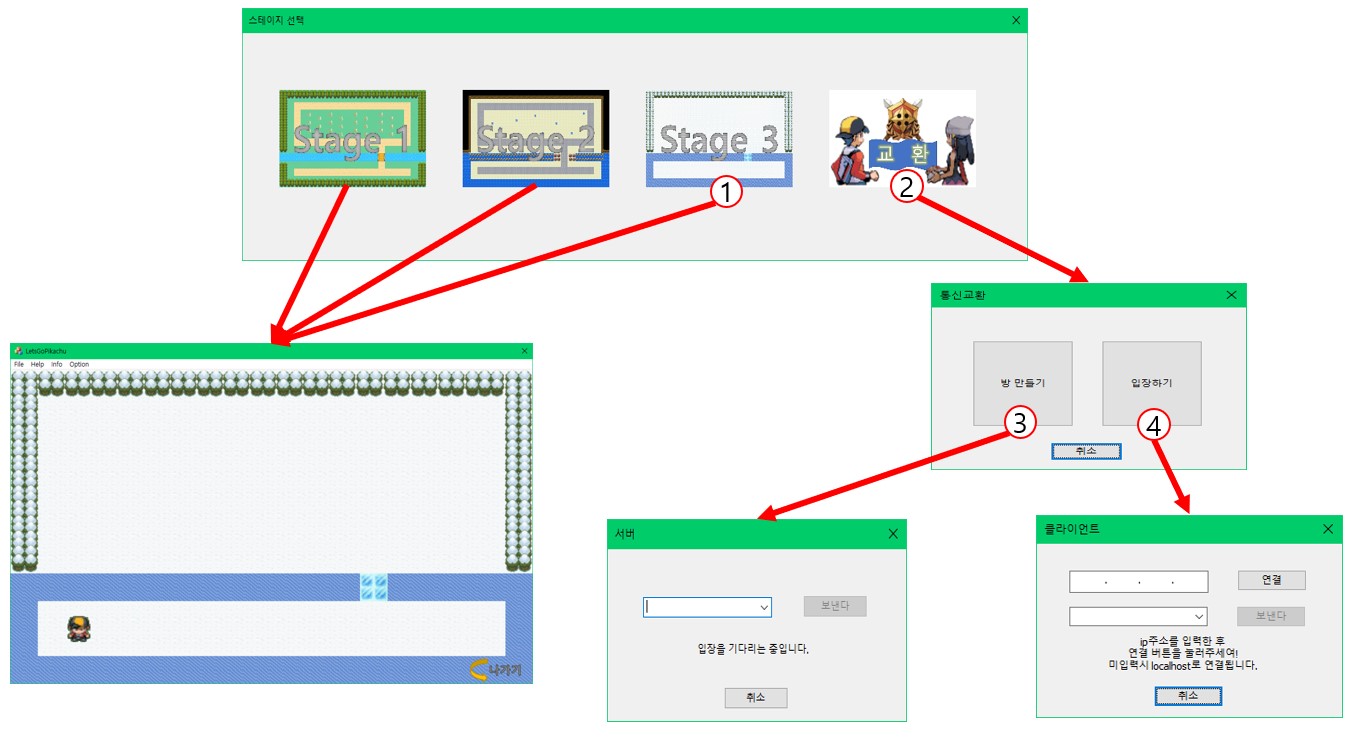 스테이지 선택
Stage 1
Stage 2
Stage 3
교 환
①
②
통신교환
방 만들기
입장하기
③
④
취소
LetsGoPikachu
File Help Info Option
나가기
서버
보낸다
입장을 기다리는 중입니다.
취소
클라이언트
. . .
연결
보낸다
ip주소를 입력한 후
연결 버튼을 눌러주세여!
미입력시 localhost로 연결됩니다.
취소